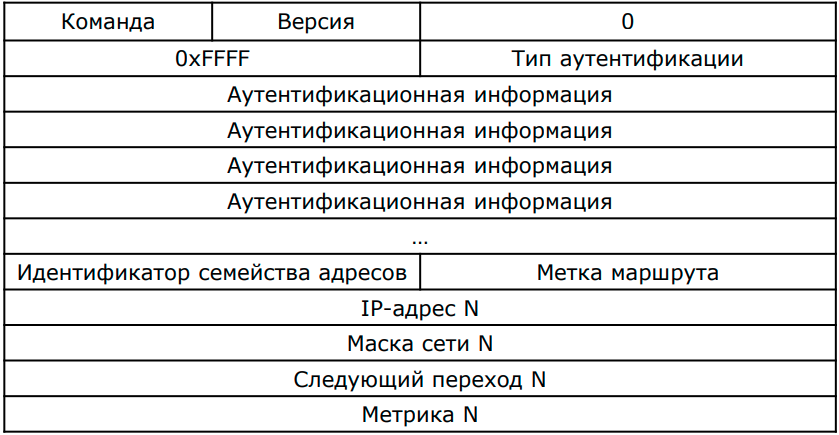 Команда Версия 0
0xFFFF Тип аутентификации
Аутентификационная информация
Аутентификационная информация
Аутентификационная информация
Аутентификационная информация
...
Идентификатор семейства адресов Метка маршрута
IP-адрес N
Маска сети N
Следующий переход N
Метрика N